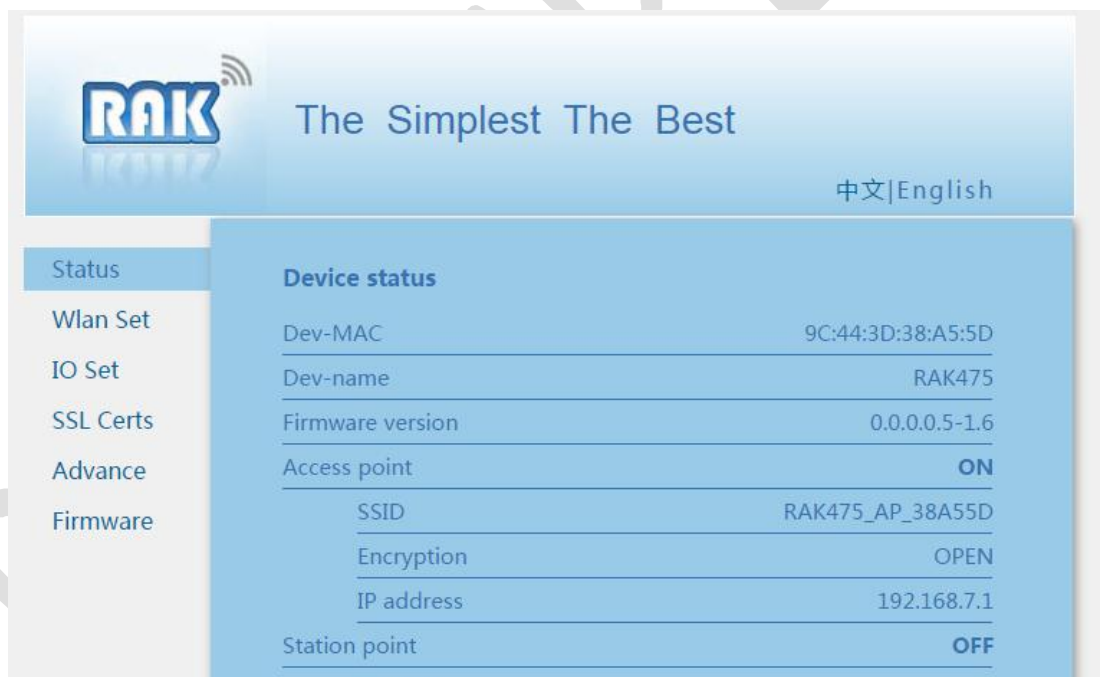 RAK
The Simplest The Best
中文|English
Status
Wlan Set
IO Set
SSL Certs
Advance
Firmware
Device status
Dev-MAC 9C:44:3D:38:A5:5D
Dev-name RAK475
Firmware version 0.0.0.0.5-1.6
Access point ON
SSID RAK475_AP_38A55D
Encryption OPEN
IP address 192.168.7.1
Station point OFF